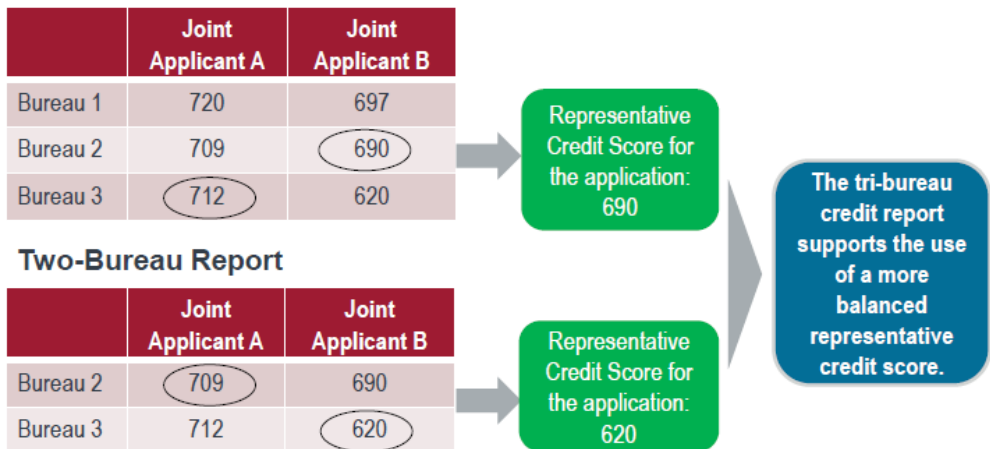 Joint Applicant A Joint Applicant B
Bureau 1 720 697
Bureau 2 709 690
Bureau 3 712 620
Representative
Credit Score for
the application:
690
Two-Bureau Report
Joint Applicant A Joint Applicant B
Bureau 2 709 690
Bureau 3 712 620
Representative
Credit Score for
the application:
620
The tri-bureau
credit report
supports the use
of a more
balanced
representative
credit score.